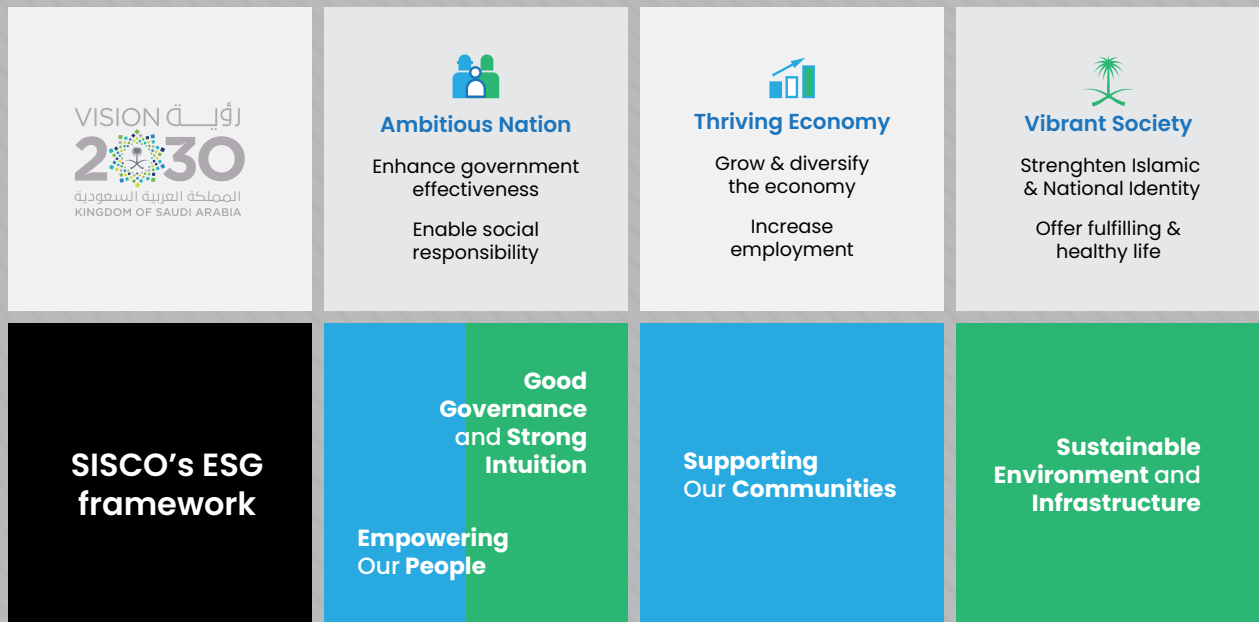 VISION رؤيــة
2030
المملكة العربية السعودية
KINGDOM OF SAUDI ARABIA
Ambitious Nation
Enhance government
effectiveness
Enable social
responsibility
Thriving Economy
Grow & diversify
the economy
Increase
employment
Vibrant Society
Strenghten Islamic
& National Identity
Offer fulfilling &
healthy life
SISCO’s ESG
framework
Good
Governance
and Strong
Intuition
Empowering
Our People
Supporting
Our Communities
Sustainable
Environment and
Infrastructure